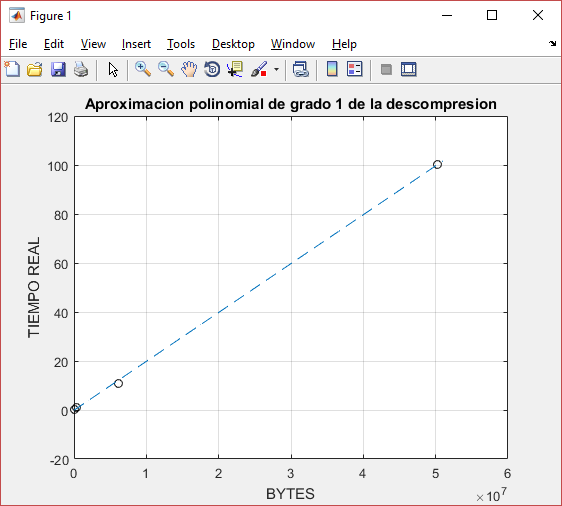 Figure 1
File Edit View Insert Tools Desktop Window Help
Aproximacion polinomial de grado 1 de la descompresion
120
100
80
60
40
20
0
-20
TIEMPO REAL
0 1 2 3 4 5 6
BYTES
×10^7